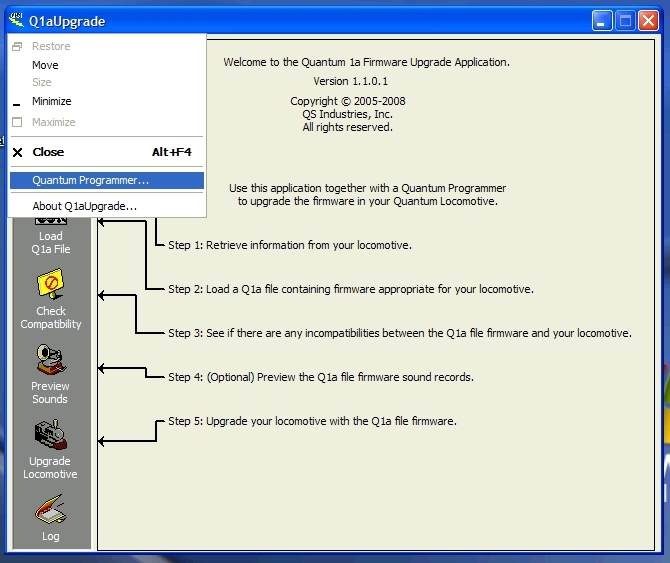 Q1aUpgrade
Restore
Move
Size
Minimize
Maximize
Close Alt+F4
Quantum Programmer...
About Q1aUpgrade...
Load
Q1a File
Check
Compatibility
Preview
Sounds
Upgrade
Locomotive
Log
Welcome to the Quantum 1a Firmware Upgrade Application.
Version 1.1.0.1
Copyright © 2005-2008
QS Industries, Inc.
All rights reserved.
Use this application together with a Quantum Programmer
to upgrade the firmware in your Quantum Locomotive.
Step 1: Retrieve information from your locomotive.
Step 2: Load a Q1a file containing firmware appropriate for your locomotive.
Step 3: See if there are any incompatibilities between the Q1a file firmware and your locomotive.
Step 4: (Optional) Preview the Q1a file firmware sound records.
Step 5: Upgrade your locomotive with the Q1a file firmware.